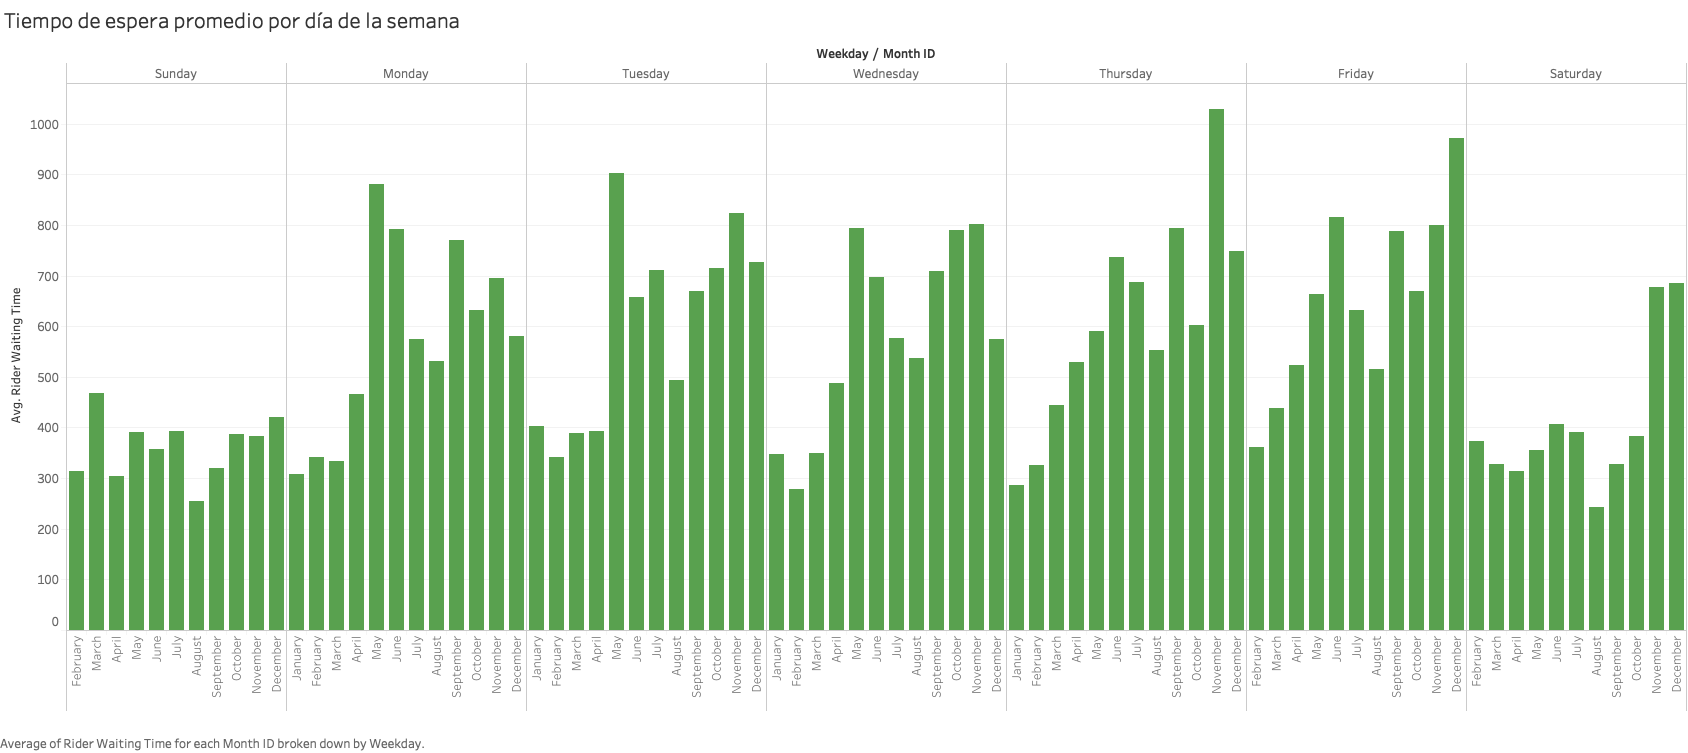 Tiempo de espera promedio por día de la semana
Weekday / Month ID
Sunday Monday Tuesday Wednesday Thursday Friday Saturday
Avg. Rider Waiting Time
1000
900
800
700
600
500
400
300
200
100
0
February March April May June July August September October November December January February March April May June July August September October November December January February March April May June July August September October November December January February March April May June July August September October November December January February March April May June July August September October November December February March April May June July August September October November December February March April May June July August September October November December
Average of Rider Waiting Time for each Month ID broken down by Weekday.